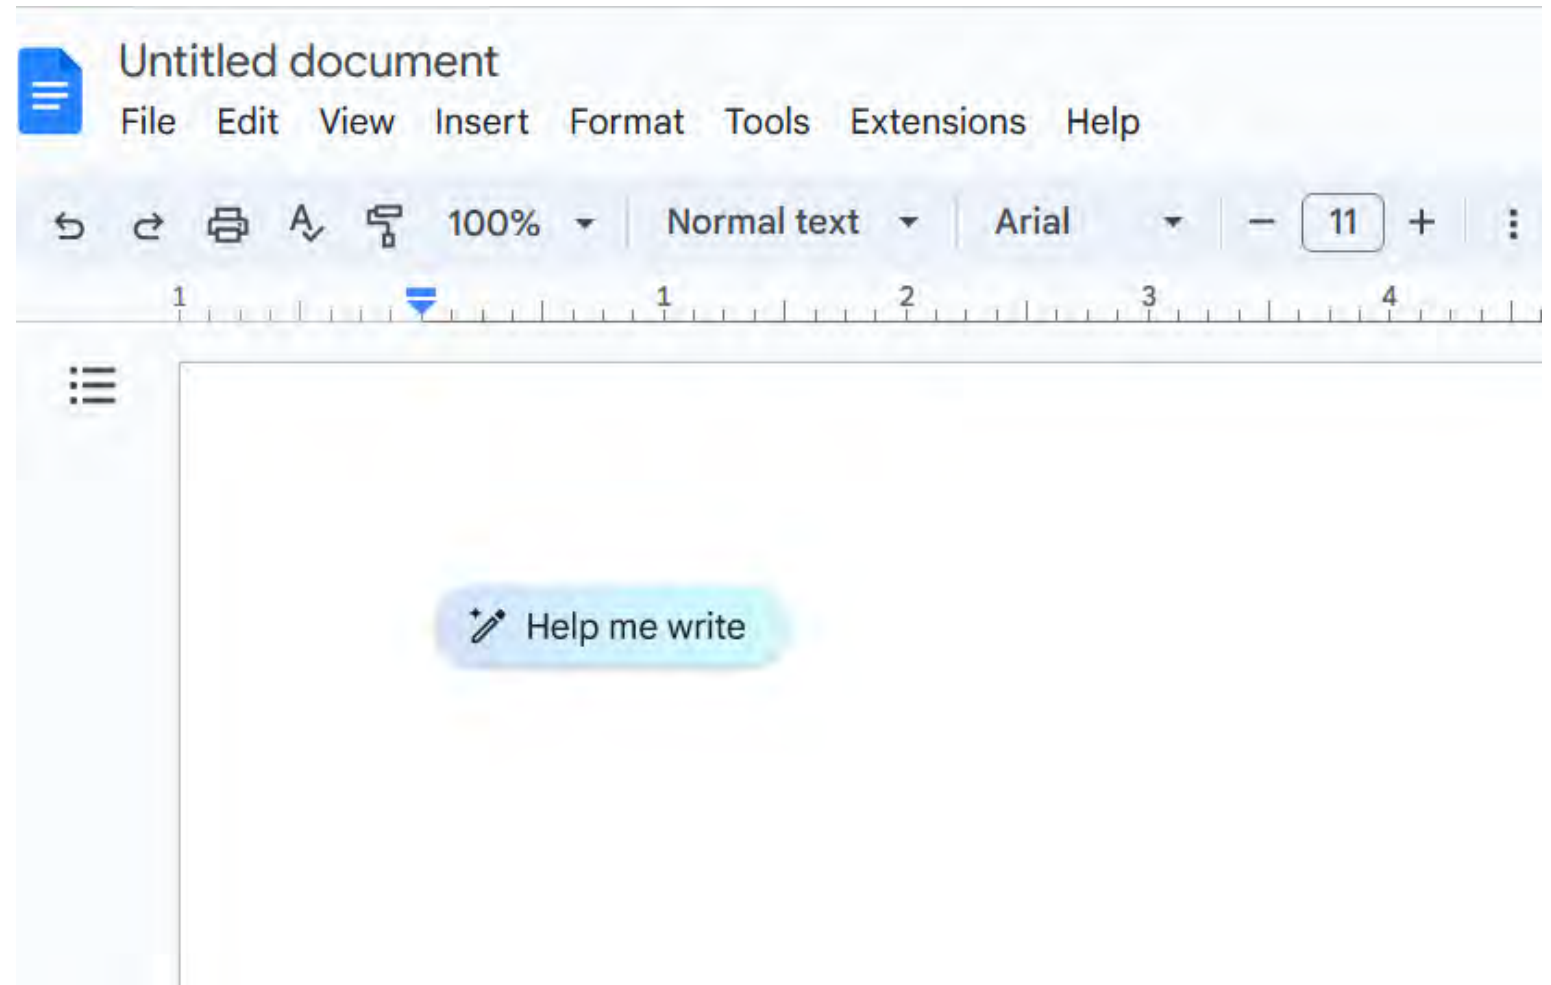 Untitled document
File Edit View Insert Format Tools Extensions Help
100% Normal text Arial 11
1 1 2 3 4
Help me write